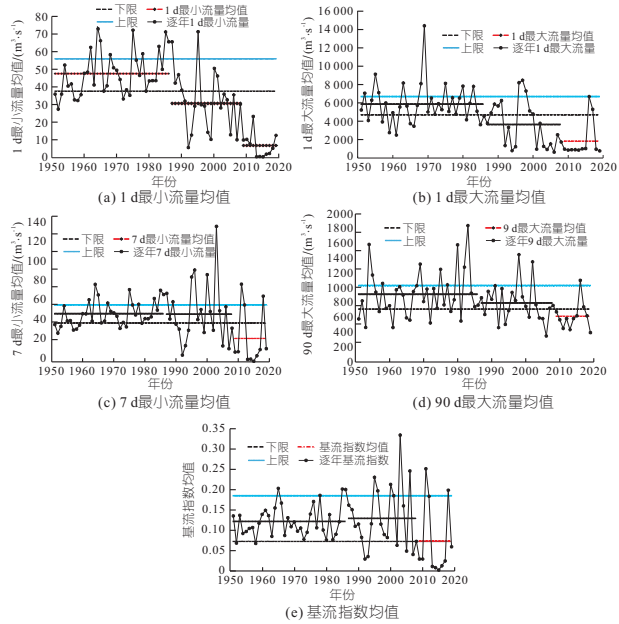 下限 1 d最小流量均值
上限 逐年1 d最小流量
1 d最小流量均值/(m³·s⁻¹)
80
70
60
50
40
30
20
10
0
1950 1960 1970 1980 1990 2000 2010 2020
年份
(a) 1 d最小流量均值
下限 1 d最大流量均值
上限 逐年1 d最大流量
1 d最大流量均值/(m³·s⁻¹)
16 000
14 000
12 000
10 000
8 000
6 000
4 000
2 000
0
1950 1960 1970 1980 1990 2000 2010 2020
年份
(b) 1 d最大流量均值
下限 7 d最小流量均值
上限 逐年7 d最小流量
7 d最小流量均值/(m³·s⁻¹)
140
120
100
80
60
40
20
0
1950 1960 1970 1980 1990 2000 2010 2020
年份
(c) 7 d最小流量均值
下限 9 d最大流量均值
上限 逐年9 d最大流量
90 d最大流量均值/(m³·s⁻¹)
2000
1800
1600
1400
1200
1000
800
600
400
200
0
1950 1960 1970 1980 1990 2000 2010 2020
年份
(d) 90 d最大流量均值
下限 基流指数均值
上限 逐年基流指数
基流指数均值
0.35
0.30
0.25
0.20
0.15
0.10
0.05
0
1950 1960 1970 1980 1990 2000 2010 2020
年份
(e) 基流指数均值